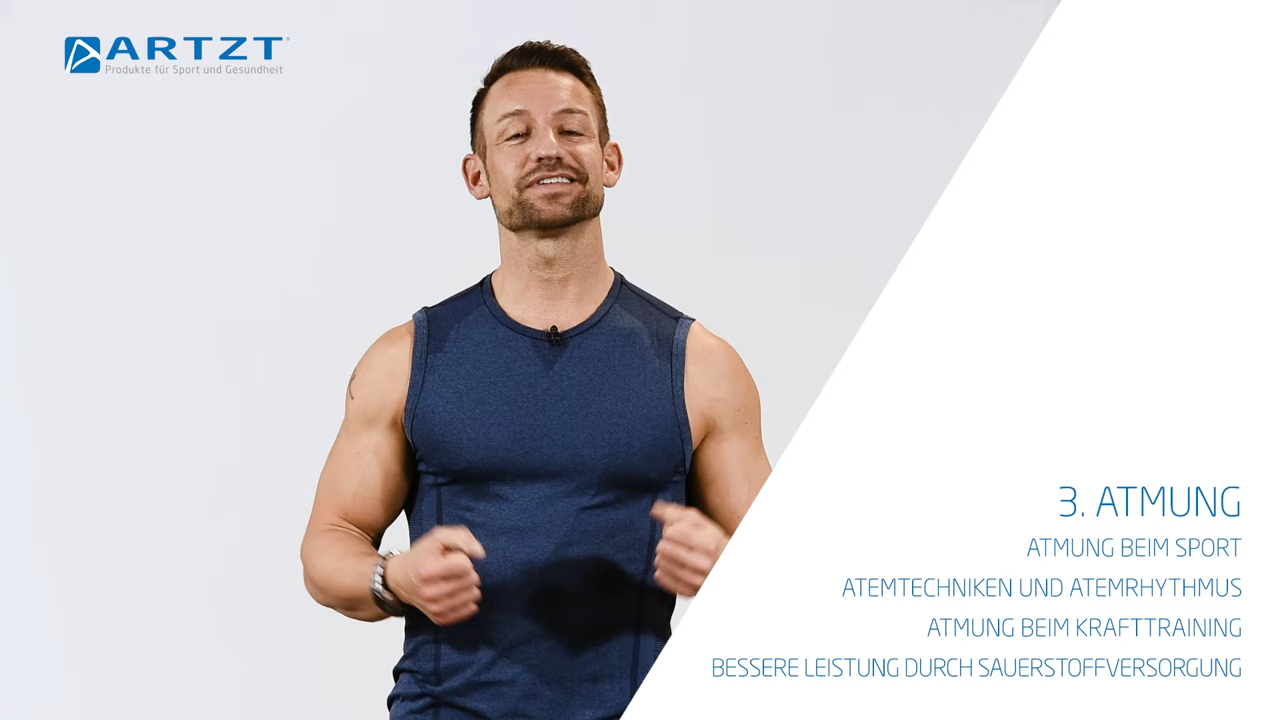 ARTZT
Produkte für Sport und Gesundheit
3. ATMUNG
ATMUNG BEIM SPORT
ATEMTECHNIKEN UND ATEMRHYTHMUS
ATMUNG BEIM KRAFTTRAINING
BESSERE LEISTUNG DURCH SAUERSTOFFVERSORGUNG